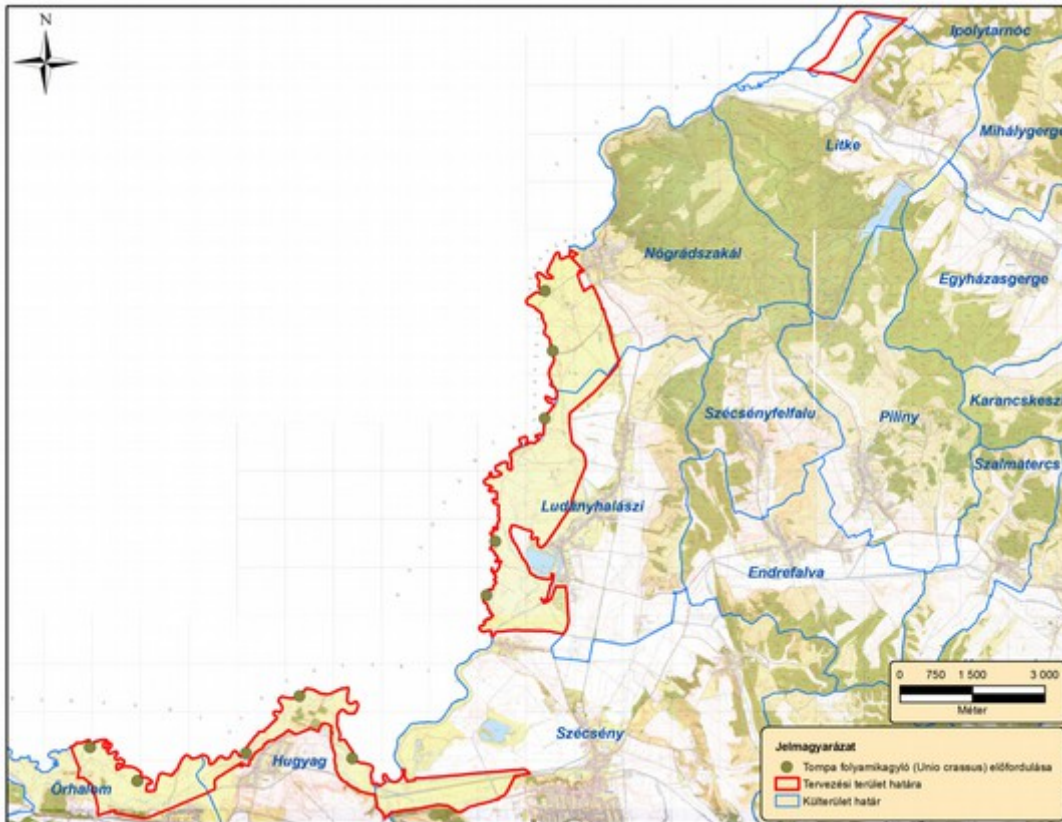 N
Ipolytarnóc
Mihálygerge
Litke
Nógrádszakál
Egyházasgerge
Karancskeszi
Szécsényfelfalu
Piliny
Szalmatercs
Ludányhalászi
Endrefalva
Szécsény
Hugyag
Őrhalom
0 750 1 500 3 000
Méter
Jelmagyarázat
Tompa folyamikagyló (Unio crassus) előfordulása
Tervezési terület határa
Külterület határ